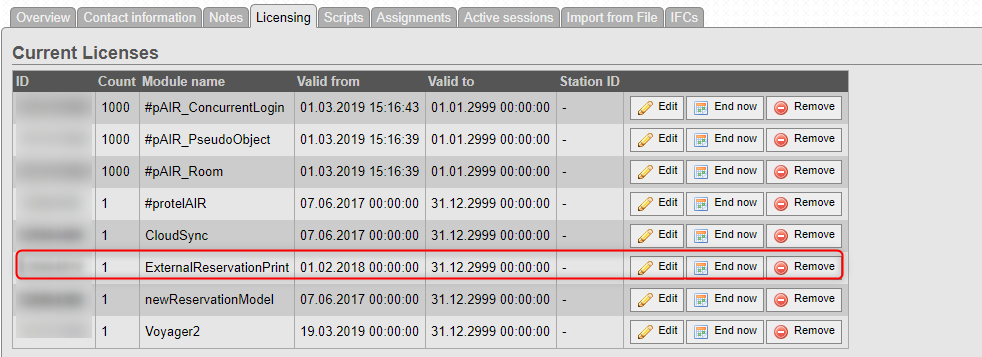 Overview Contact information Notes Licensing Scripts Assignments Active sessions Import from File IFCs
Current Licenses
ID Count Module name Valid from Valid to Station ID
1000 #pAIR_ConcurrentLogin 01.03.2019 15:16:43 01.01.2999 00:00:00 - Edit End now Remove
1000 #pAIR_PseudoObject 01.03.2019 15:16:39 01.01.2999 00:00:00 - Edit End now Remove
1000 #pAIR_Room 01.03.2019 15:16:39 01.01.2999 00:00:00 - Edit End now Remove
1 #protelAIR 07.06.2017 00:00:00 31.12.2999 00:00:00 - Edit End now Remove
1 CloudSync 07.06.2017 00:00:00 31.12.2999 00:00:00 - Edit End now Remove
1 ExternalReservationPrint 01.02.2018 00:00:00 31.12.2999 00:00:00 - Edit End now Remove
1 newReservationModel 07.06.2017 00:00:00 31.12.2999 00:00:00 - Edit End now Remove
1 Voyager2 19.03.2019 00:00:00 31.12.2999 00:00:00 - Edit End now Remove